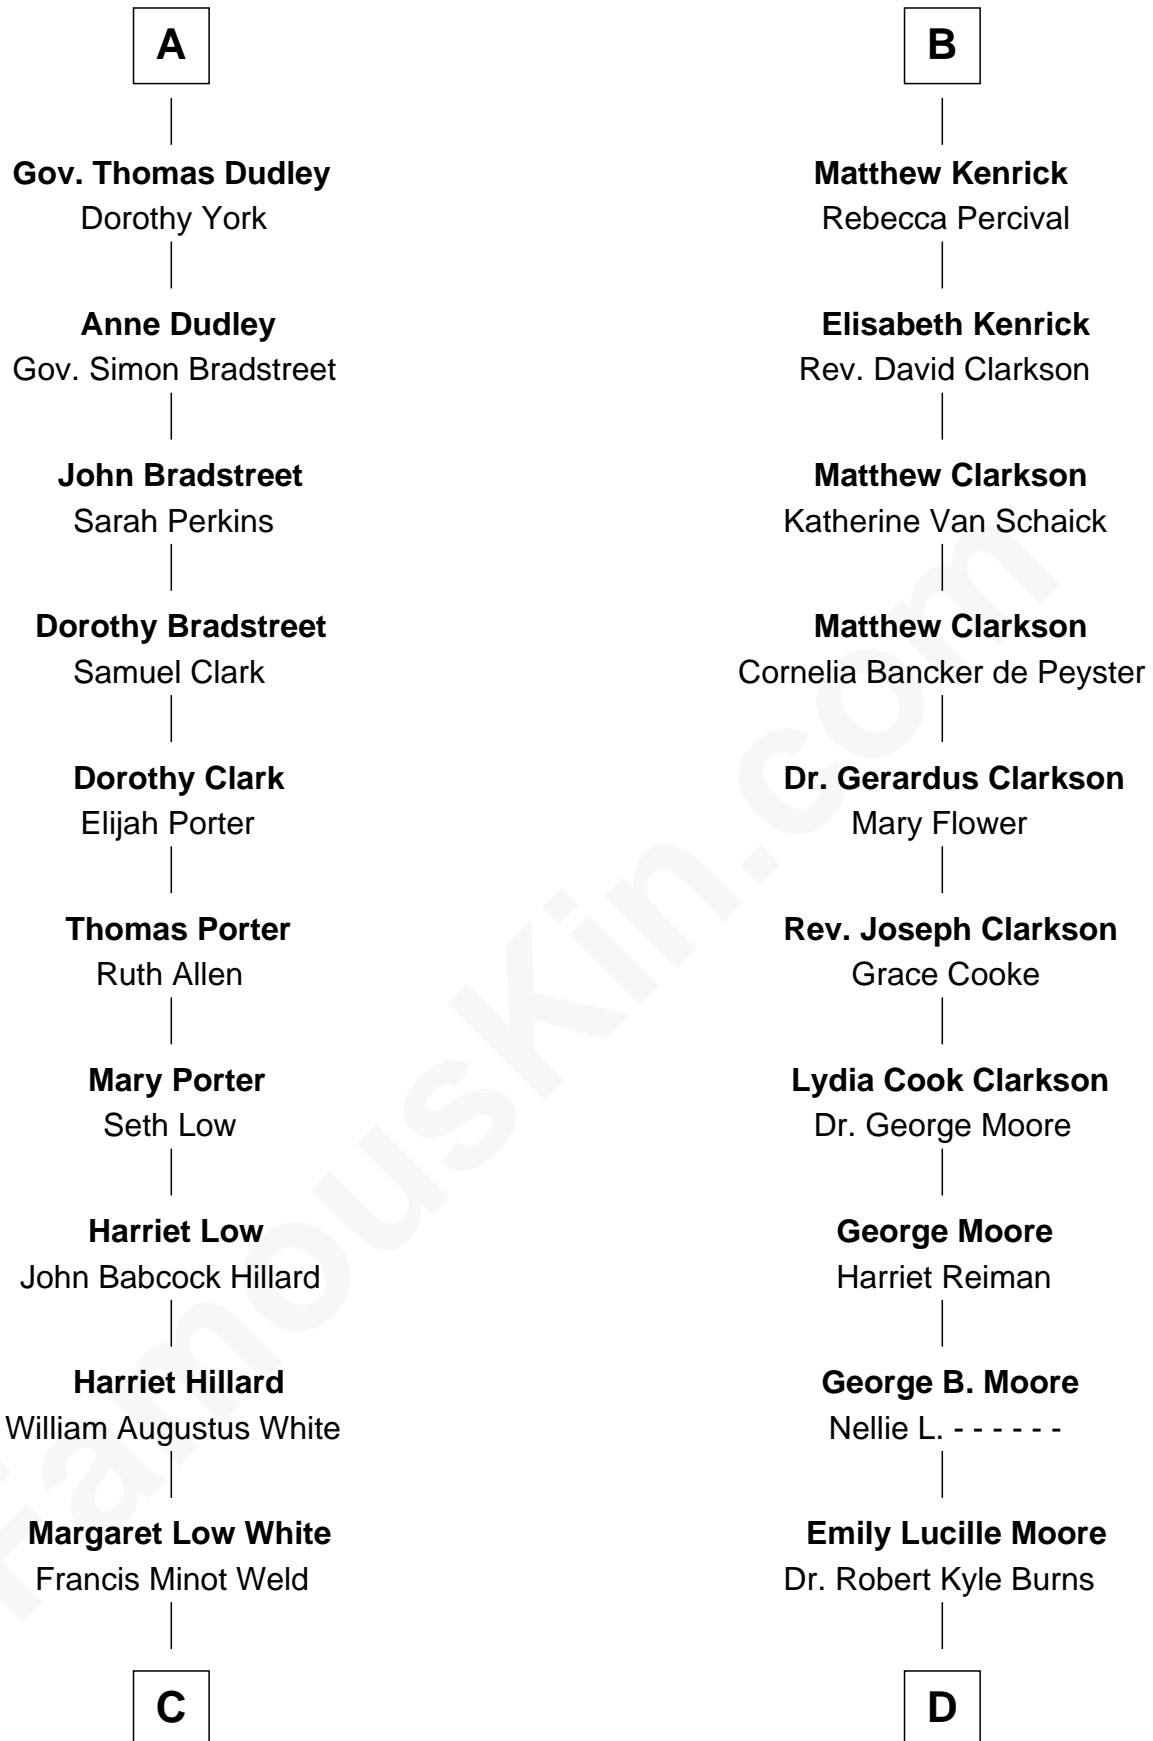 A
Gov. Thomas Dudley
Dorothy York
Anne Dudley
Gov. Simon Bradstreet
John Bradstreet
Sarah Perkins
Dorothy Bradstreet
Samuel Clark
Dorothy Clark
Elijah Porter
Thomas Porter
Ruth Allen
Mary Porter
Seth Low
Harriet Low
John Babcock Hillard
Harriet Hillard
William Augustus White
Margaret Low White
Francis Minot Weld
C
B
Matthew Kenrick
Rebecca Percival
Elisabeth Kenrick
Rev. David Clarkson
Matthew Clarkson
Katherine Van Schaick
Matthew Clarkson
Cornelia Bancker de Peyster
Dr. Gerardus Clarkson
Mary Flower
Rev. Joseph Clarkson
Grace Cooke
Lydia Cook Clarkson
Dr. George Moore
George Moore
Harriet Reiman
George B. Moore
Nellie L. - - - - - -
Emily Lucille Moore
Dr. Robert Kyle Burns
D
FamousKin.com